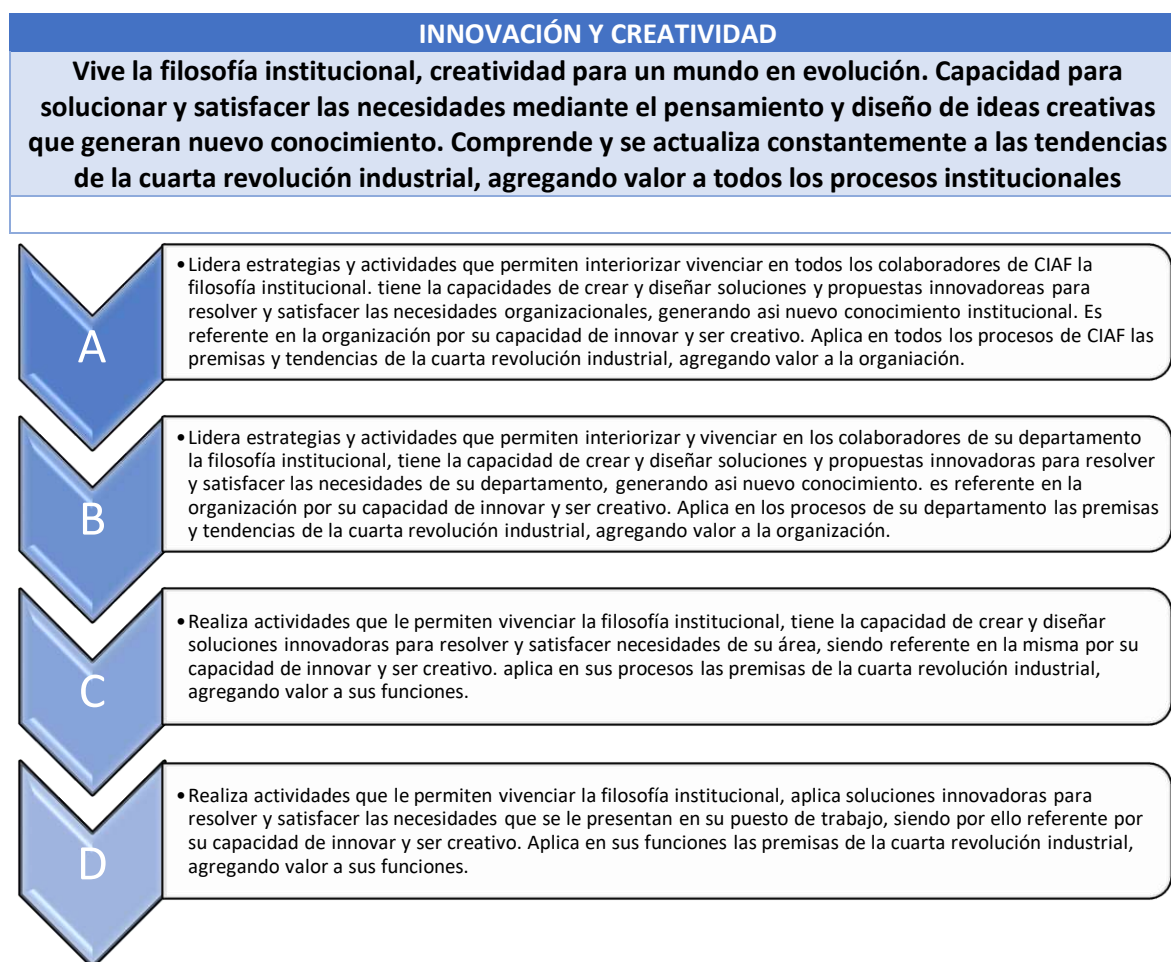 INNOVACIÓN Y CREATIVIDAD
Vive la filosofía institucional, creatividad para un mundo en evolución. Capacidad para
solucionar y satisfacer las necesidades mediante el pensamiento y diseño de ideas creativas
que generan nuevo conocimiento. Comprende y se actualiza constantemente a las tendencias
de la cuarta revolución industrial, agregando valor a todos los procesos institucionales
A
•Lidera estrategias y actividades que permiten interiorizar vivenciar en todos los colaboradores de CIAF la
filosofía institucional. tiene la capacidades de crear y diseñar soluciones y propuestas innovadoreas para
resolver y satisfacer las necesidades organizacionales, generando asi nuevo conocimiento institucional. Es
referente en la organización por su capacidad de innovar y ser creativo. Aplica en todos los procesos de CIAF las
premisas y tendencias de la cuarta revolución industrial, agregando valor a la organiación.
B
•Lidera estrategias y actividades que permiten interiorizar y vivenciar en los colaboradores de su departamento
la filosofía institucional, tiene la capacidad de crear y diseñar soluciones y propuestas innovadoras para resolver
y satisfacer las necesidades de su departamento, generando asi nuevo conocimiento. es referente en la
organización por su capacidad de innovar y ser creativo. Aplica en los procesos de su departamento las premisas
y tendencias de la cuarta revolución industrial, agregando valor a la organización.
C
•Realiza actividades que le permiten vivenciar la filosofía institucional, tiene la capacidad de crear y diseñar
soluciones innovadoras para resolver y satisfacer necesidades de su área, siendo referente en la misma por su
capacidad de innovar y ser creativo. aplica en sus procesos las premisas de la cuarta revolución industrial,
agregando valor a sus funciones.
D
•Realiza actividades que le permiten vivenciar la filosofía institucional, aplica soluciones innovadoras para
resolver y satisfacer las necesidades que se le presentan en su puesto de trabajo, siendo por ello referente por
su capacidad de innovar y ser creativo. Aplica en sus funciones las premisas de la cuarta revolución industrial,
agregando valor a sus funciones.